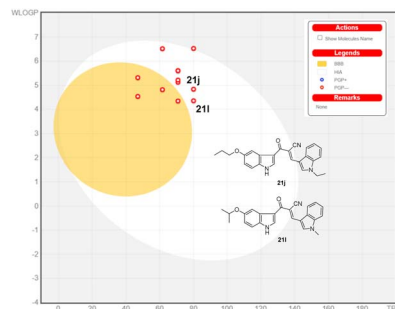 WLOGP
7
6
5
4
3
2
1
0
-1
-2
-3
-4
0
20
40
60
80
100
120
140
160
180
Actions
Show Molecules Name
Legends
BBB
HIA
PGP+
PGP-
Remarks
None
21j
21l
O
CN
O
N
H
N
21j
O
CN
O
N
H
N
21l